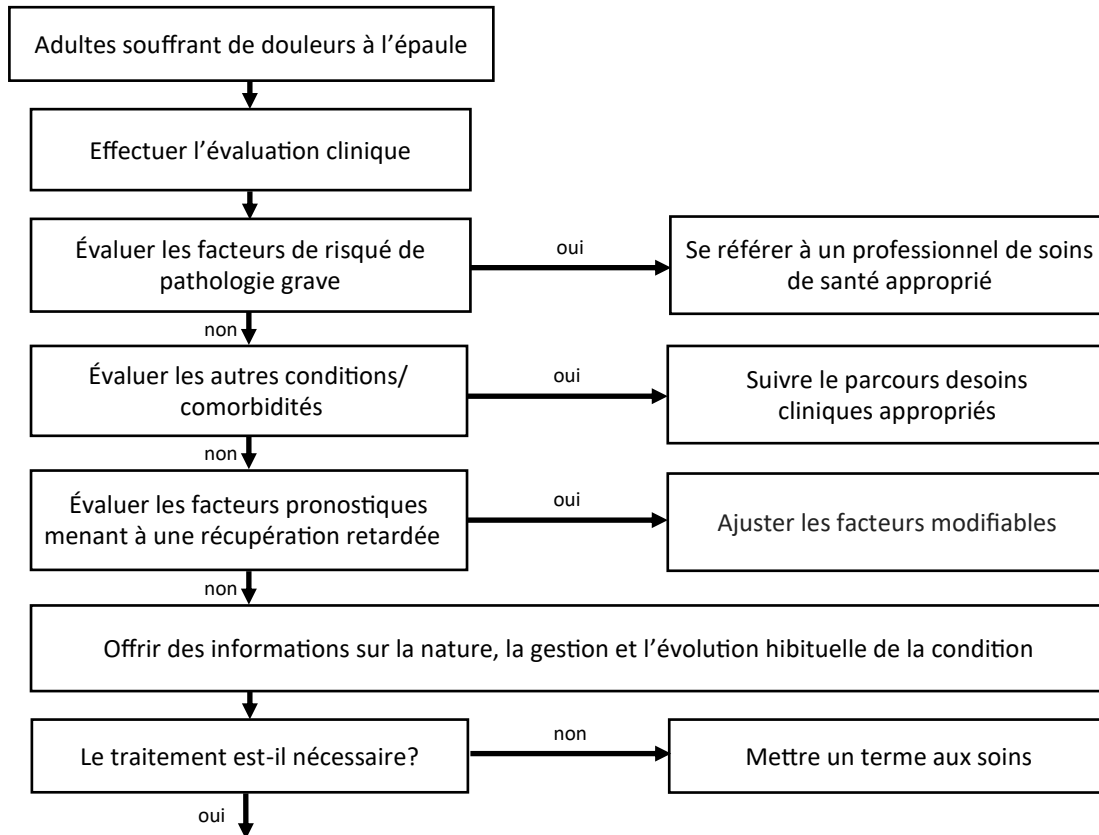 Adultes souffrant de douleurs à l’épaule
Effectuer l’évaluation clinique
Évaluer les facteurs de risqué de
pathologie grave
oui
Se référer à un professionnel de soins
de santé approprié
non
Évaluer les autres conditions/
comorbidités
oui
Suivre le parcours desoins
cliniques appropriés
non
Évaluer les facteurs pronostiques
menant à une récupération retardée
oui
Ajuster les facteurs modifiables
non
Offrir des informations sur la nature, la gestion et l’évolution hibituelle de la condition
Le traitement est-il nécessaire?
non
Mettre un terme aux soins
oui